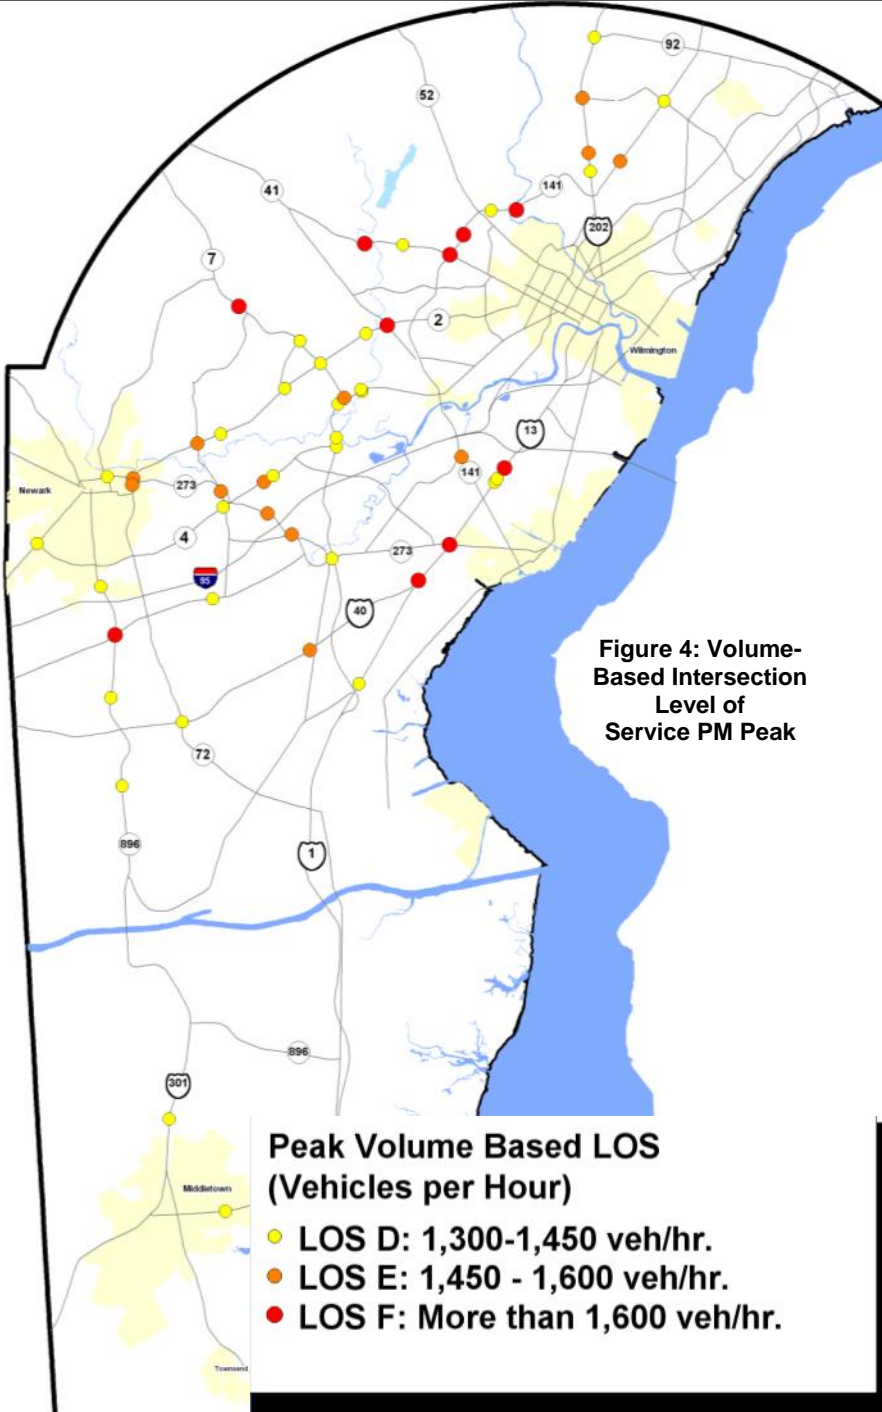 92
52
141
41
202
7
2
Wilmington
13
141
273
Newark
4
273
95
40
Figure 4: Volume-
Based Intersection
Level of
Service PM Peak
72
896
1
896
301
Middletown
Townsend
Peak Volume Based LOS
(Vehicles per Hour)
LOS D: 1,300-1,450 veh/hr.
LOS E: 1,450 - 1,600 veh/hr.
LOS F: More than 1,600 veh/hr.